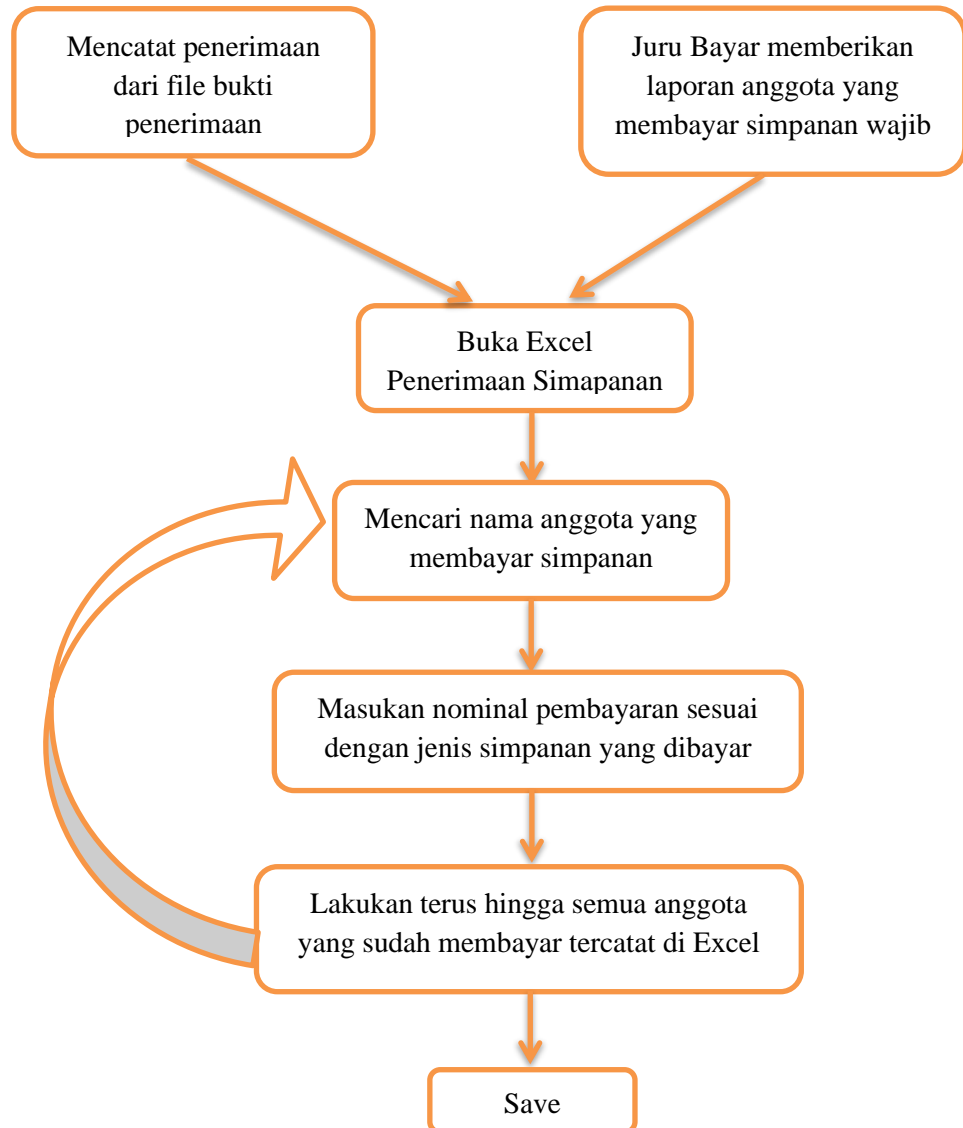 Mencatat penerimaan
dari file bukti
penerimaan
Juru Bayar memberikan
laporan anggota yang
membayar simpanan wajib
Buka Excel
Penerimaan Simapanan
Mencari nama anggota yang
membayar simpanan
Masukan nominal pembayaran sesuai
dengan jenis simpanan yang dibayar
Lakukan terus hingga semua anggota
yang sudah membayar tercatat di Excel
Save